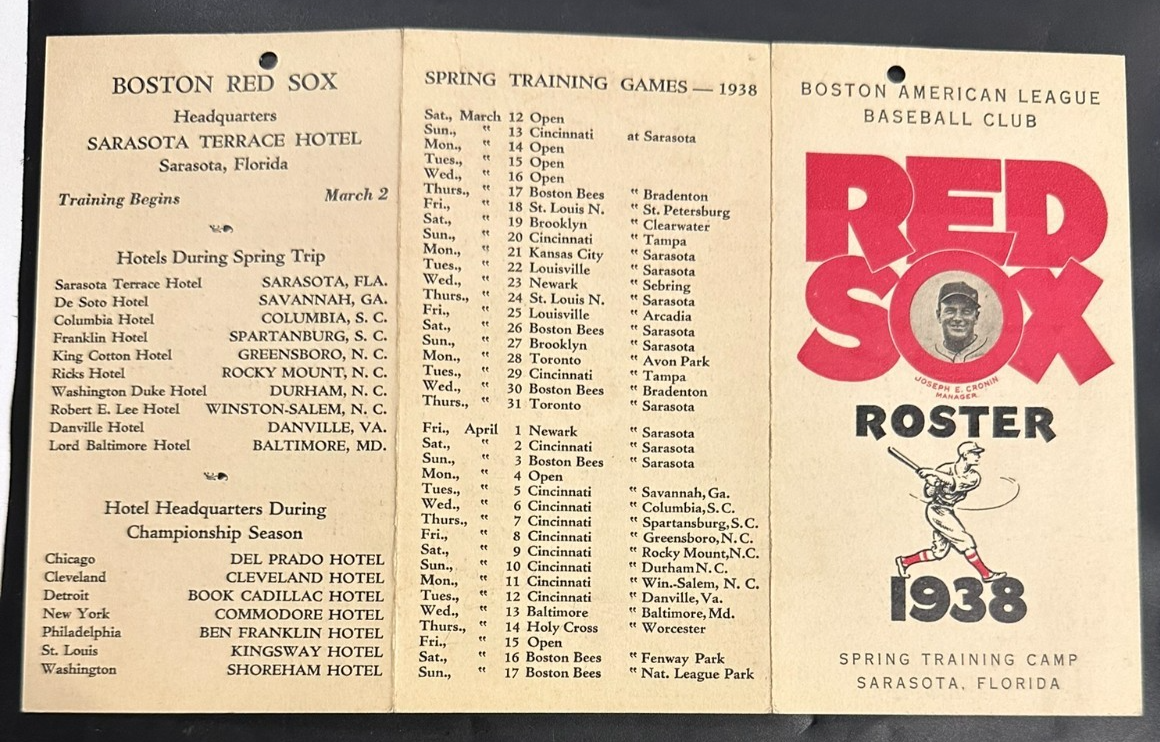 BOSTON RED SOX
Headquarters
SARASOTA TERRACE HOTEL
Sarasota, Florida
Training Begins March 2
Hotels During Spring Trip
Sarasota Terrace Hotel SARASOTA, FLA.
De Soto Hotel SAVANNAH, GA.
Columbia Hotel COLUMBIA, S. C.
Franklin Hotel SPARTANBURG, S. C.
King Cotton Hotel GREENSBORO, N. C.
Ricks Hotel ROCKY MOUNT, N. C.
Washington Duke Hotel DURHAM, N. C.
Robert E. Lee Hotel WINSTON-SALEM, N. C.
Danville Hotel DANVILLE, VA.
Lord Baltimore Hotel BALTIMORE, MD.
Hotel Headquarters During
Championship Season
Chicago DEL PRADO HOTEL
Cleveland CLEVELAND HOTEL
Detroit BOOK CADILLAC HOTEL
New York COMMODORE HOTEL
Philadelphia BEN FRANKLIN HOTEL
St. Louis KINGSWAY HOTEL
Washington SHOREHAM HOTEL
SPRING TRAINING GAMES — 1938
Sat., March 12 Open
Sun., " 13 Cincinnati at Sarasota
Mon., " 14 Open
Tues., " 15 Open
Wed., " 16 Open
Thurs., " 17 Boston Bees " Bradenton
Fri., " 18 St. Louis N. " St. Petersburg
Sat., " 19 Brooklyn " Clearwater
Sun., " 20 Cincinnati " Tampa
Mon., " 21 Kansas City " Sarasota
Tues., " 22 Louisville " Sarasota
Wed., " 23 Newark " Sebring
Thurs., " 24 St. Louis N. " Sarasota
Fri., " 25 Louisville " Arcadia
Sat., " 26 Boston Bees " Sarasota
Sun., " 27 Brooklyn " Sarasota
Mon., " 28 Toronto " Avon Park
Tues., " 29 Cincinnati " Tampa
Wed., " 30 Boston Bees " Bradenton
Thurs., " 31 Toronto " Sarasota
Fri., April 1 Newark " Sarasota
Sat., " 2 Cincinnati " Sarasota
Sun., " 3 Boston Bees " Sarasota
Mon., " 4 Open
Tues., " 5 Cincinnati " Savannah, Ga.
Wed., " 6 Cincinnati " Columbia, S. C.
Thurs., " 7 Cincinnati " Spartansburg, S. C.
Fri., " 8 Cincinnati " Greensboro, N. C.
Sat., " 9 Cincinnati " Rocky Mount, N.C.
Sun., " 10 Cincinnati " Durham N. C.
Mon., " 11 Cincinnati " Win.-Salem, N. C.
Tues., " 12 Cincinnati " Danville, Va.
Wed., " 13 Baltimore " Baltimore, Md.
Thurs., " 14 Holy Cross " Worcester
Fri., " 15 Open
Sat., " 16 Boston Bees " Fenway Park
Sun., " 17 Boston Bees " Nat. League Park
BOSTON AMERICAN LEAGUE
BASEBALL CLUB
RED
SOX
JOSEPH E. CRONIN
MANAGER
ROSTER
1938
SPRING TRAINING CAMP
SARASOTA, FLORIDA